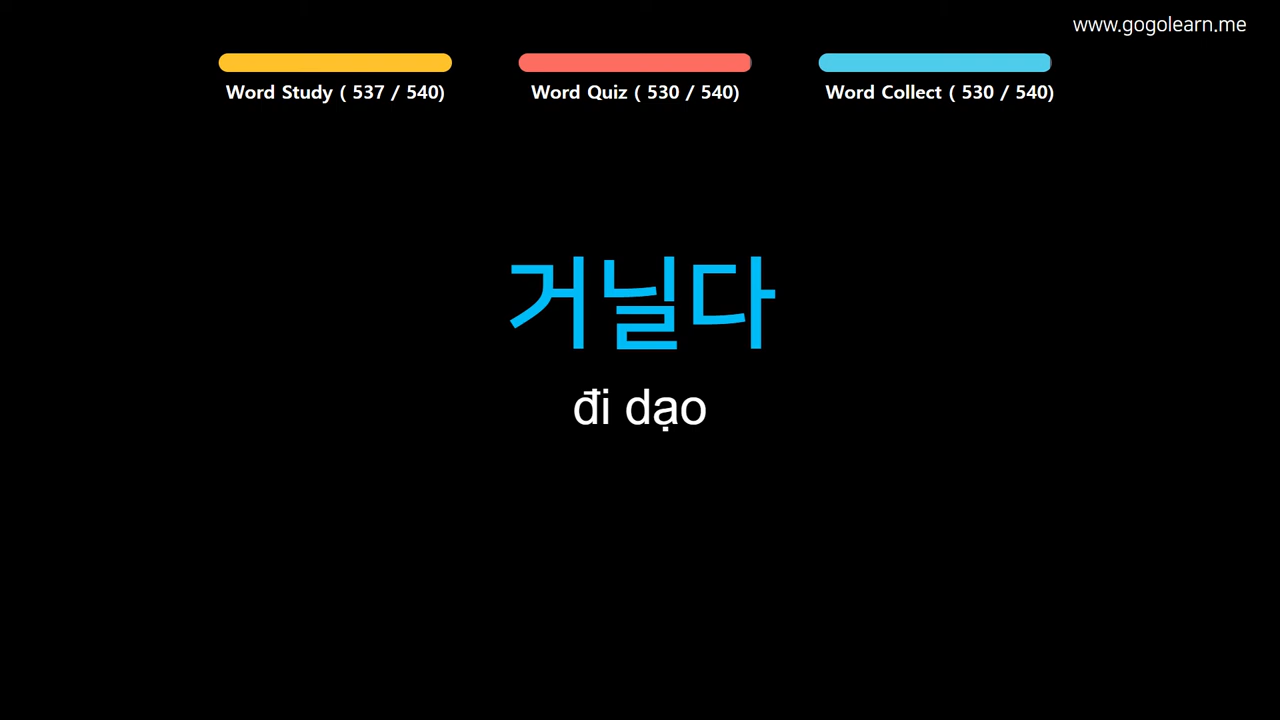 www.gogolearn.me
Word Study ( 537 / 540)
Word Quiz ( 530 / 540)
Word Collect ( 530 / 540)
거닐다
đi dạo